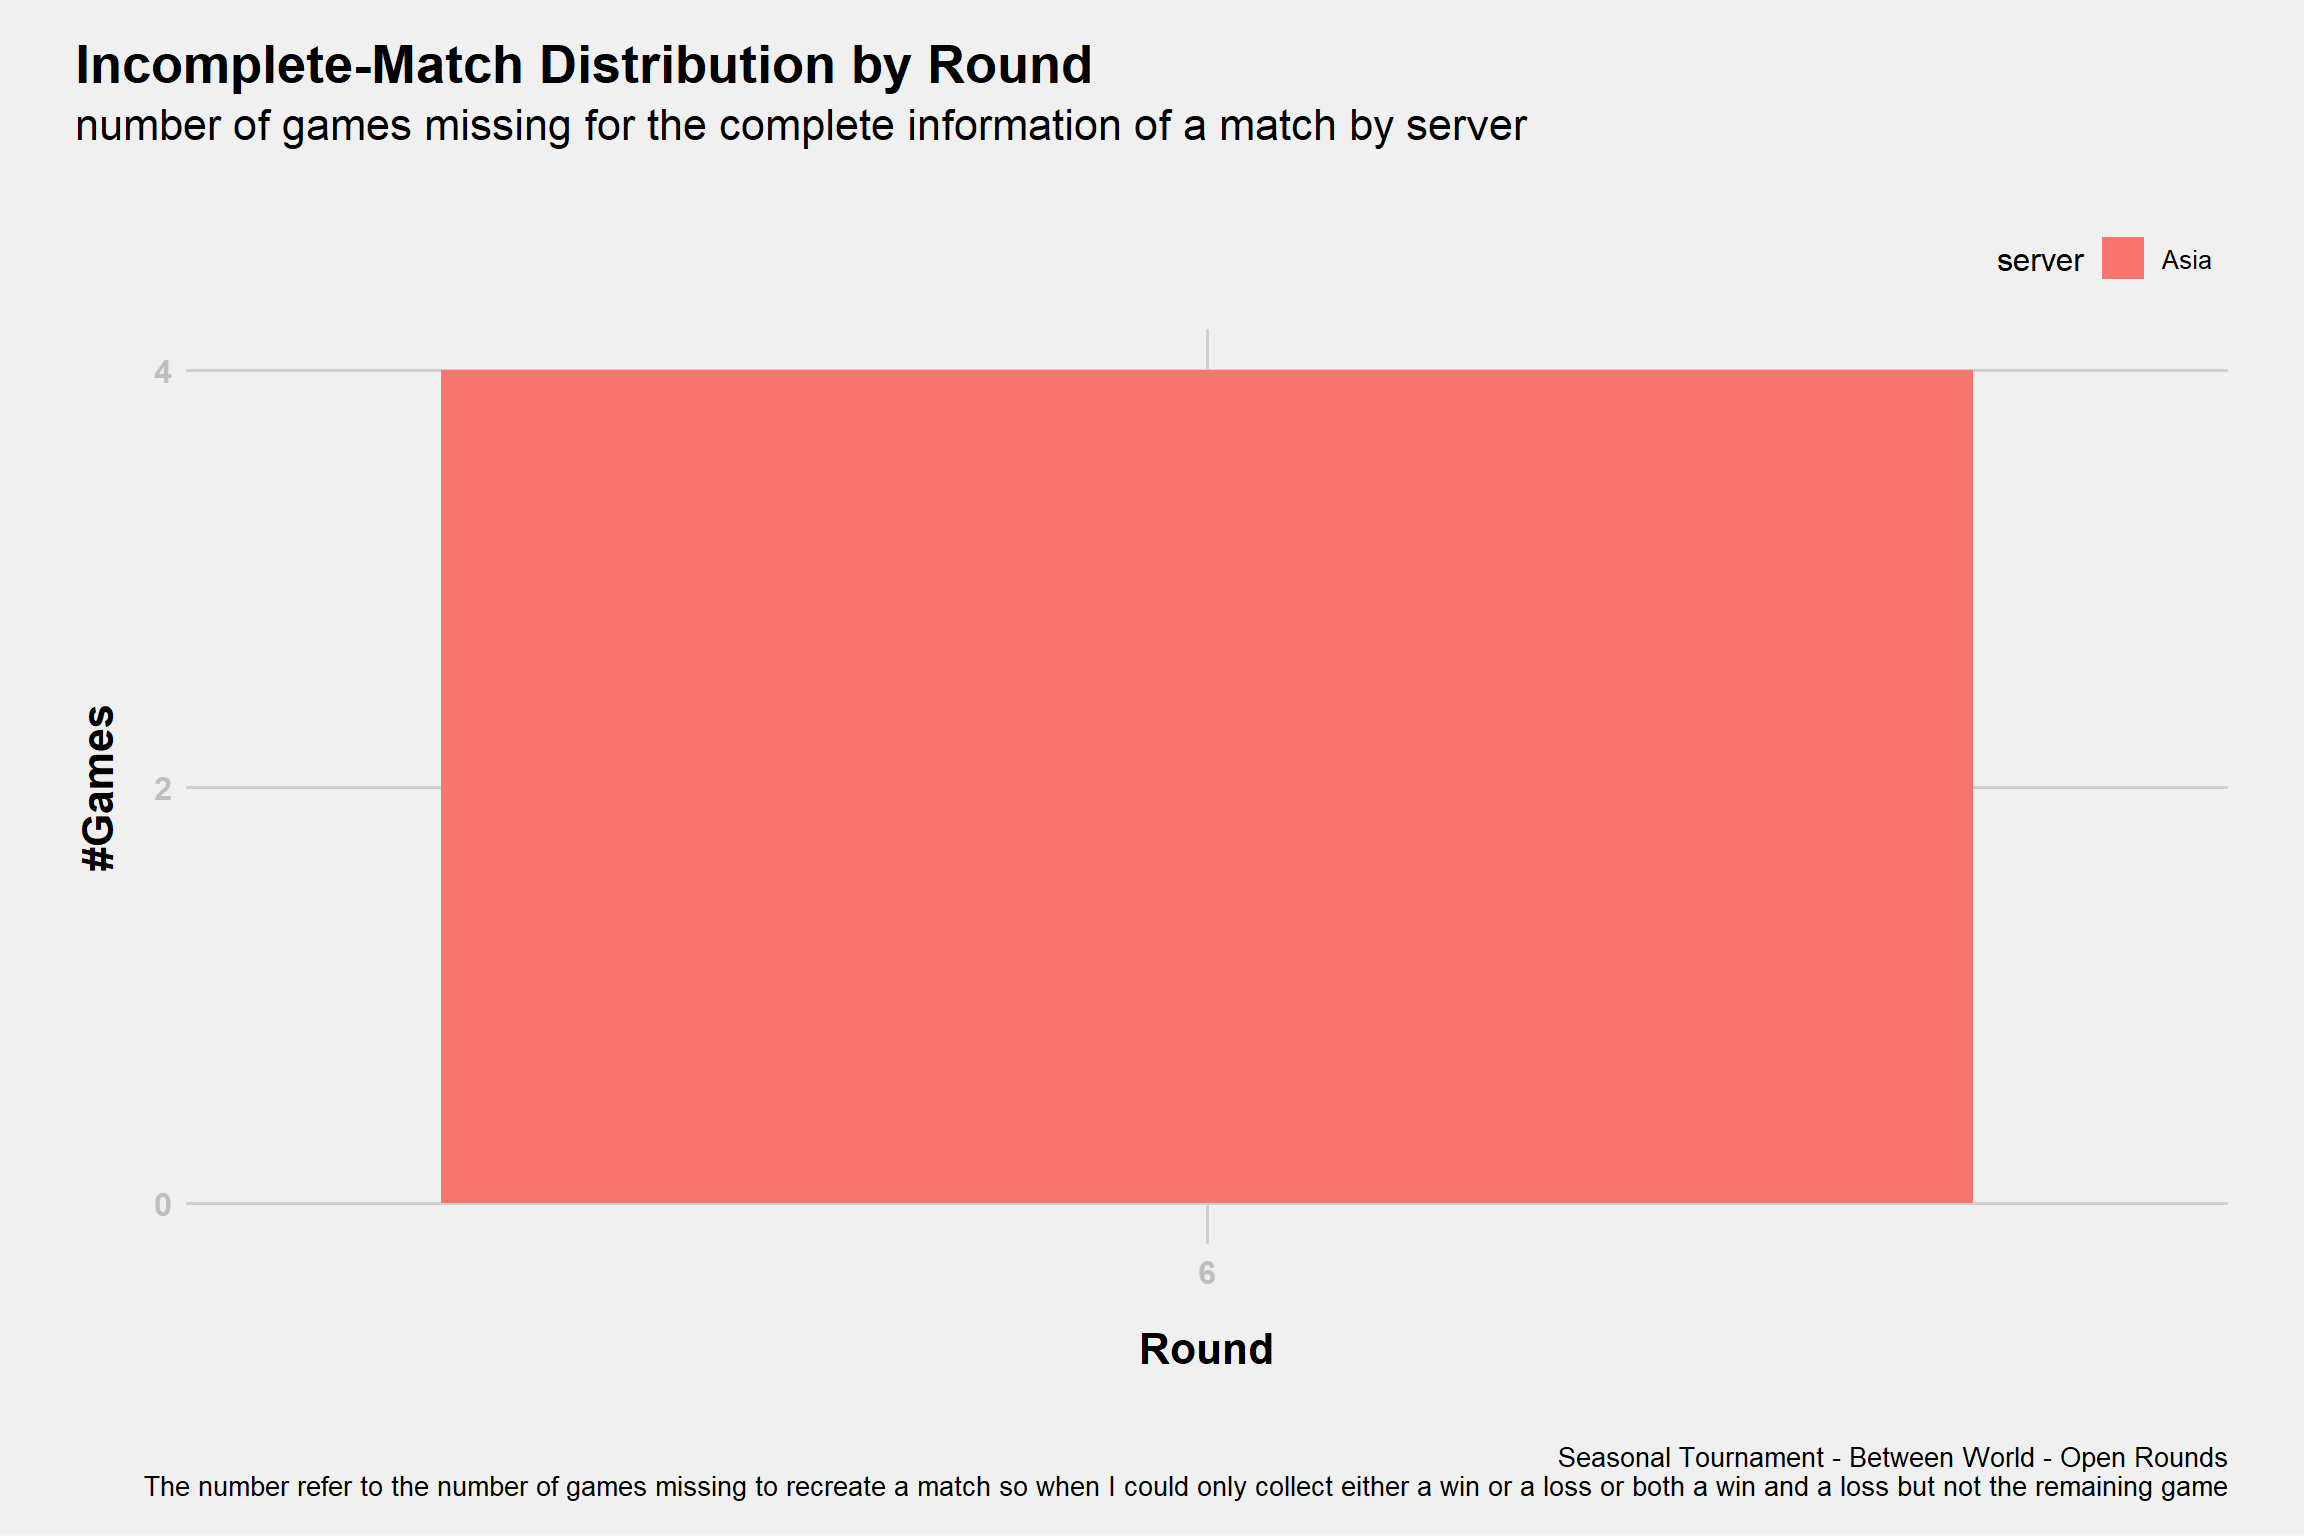 Incomplete-Match Distribution by Round
number of games missing for the complete information of a match by server
server Asia
4
2
0
#Games
6
Round
Seasonal Tournament - Between World - Open Rounds
The number refer to the number of games missing to recreate a match so when I could only collect either a win or a loss or both a win and a loss but not the remaining game